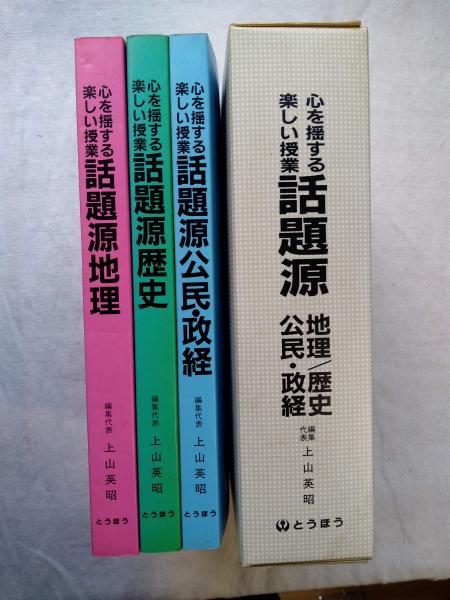 心を揺する
楽しい授業
話題源地理
編集代表 上山英昭
とうほう
心を揺する
楽しい授業
話題源歴史
編集代表 上山英昭
とうほう
心を揺する
楽しい授業
話題源公民・政経
編集代表 上山英昭
とうほう
心を揺する
楽しい授業
話題源
地理/歴史
公民・政経
編集
代表
上山英昭
とうほう